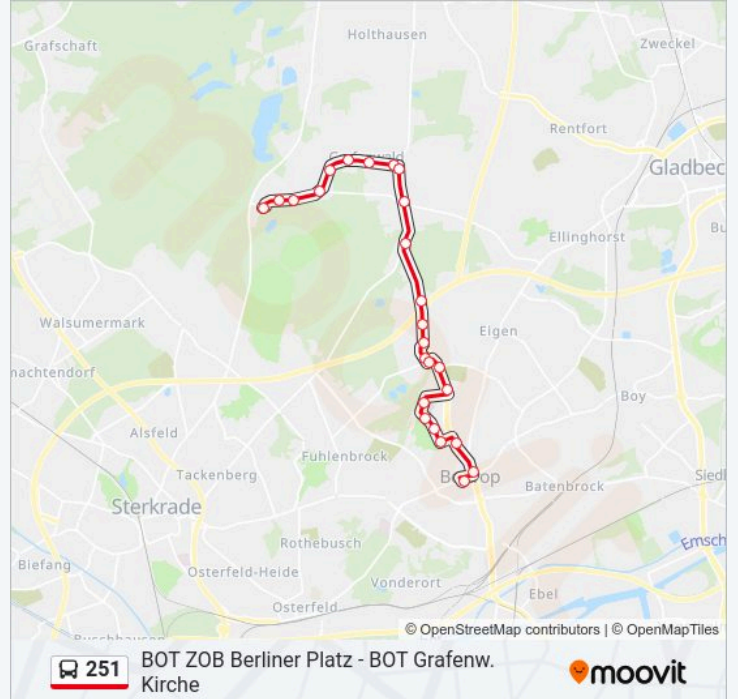 Grafschaft
Holthausen
Zweckel
Rentfort
Gladbec
Ellinghorst
Bu
Walsumermark
Eigen
nachtendorf
Boy
Alsfeld
Fuhlenbrock
Tackenberg
Batenbrock
Siedl
Sterkrade
Rothebusch
Emsch
Biefang
Osterfeld-Heide
Vonderort
Ebel
Osterfeld
© OpenStreetMap contributors | © OpenMapTiles
251
BOT ZOB Berliner Platz - BOT Grafenw.
Kirche
moovit